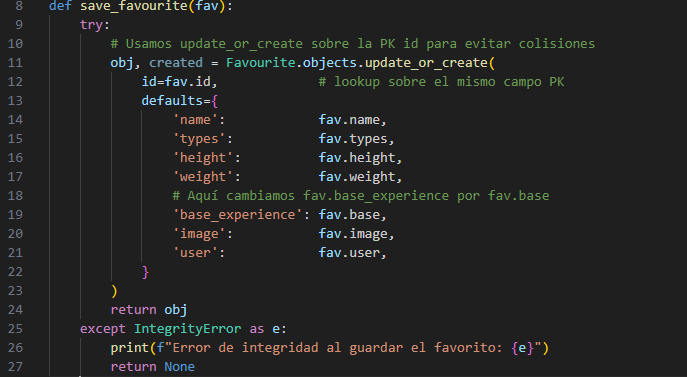 8 def save_favourite(fav):
9 try:
10 # Usamos update_or_create sobre la PK id para evitar colisiones
11 obj, created = Favourite.objects.update_or_create(
12 id=fav.id, # lookup sobre el mismo campo PK
13 defaults={
14 'name': fav.name,
15 'types': fav.types,
16 'height': fav.height,
17 'weight': fav.weight,
18 # Aquí cambiamos fav.base_experience por fav.base
19 'base_experience': fav.base,
20 'image': fav.image,
21 'user': fav.user,
22 }
23 )
24 return obj
25 except IntegrityError as e:
26 print(f"Error de integridad al guardar el favorito: {e}")
27 return None